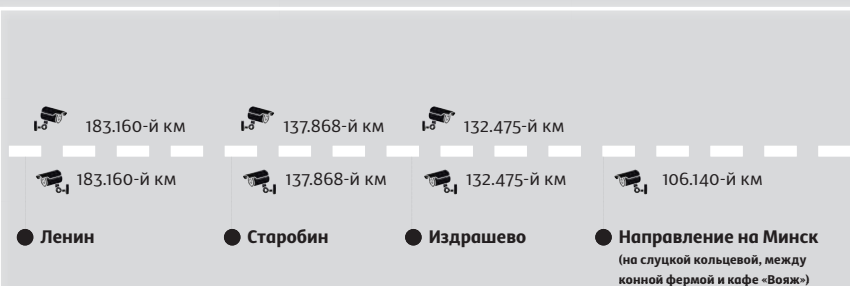 183.160-й км 137.868-й км 132.475-й км
183.160-й км 137.868-й км 132.475-й км 106.140-й км
Ленин Старобин Издрашево Направление на Минск
(на слуцкой кольцевой, между
конной фермой и кафе «Вояж»)